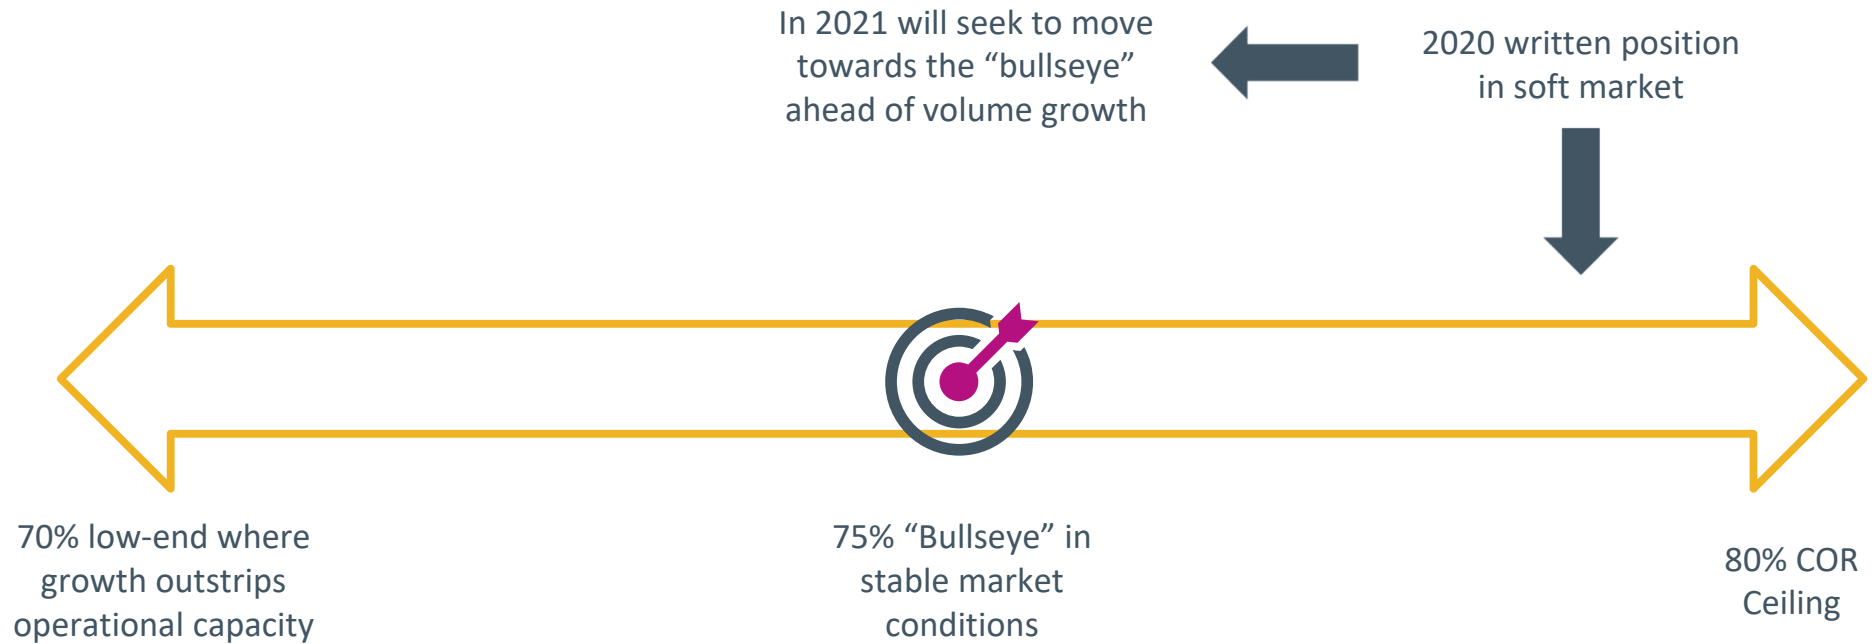 In 2021 will seek to move
towards the “bullseye”
ahead of volume growth
2020 written position
in soft market
70% low-end where
growth outstrips
operational capacity
75% “Bullseye” in
stable market
conditions
80% COR
Ceiling